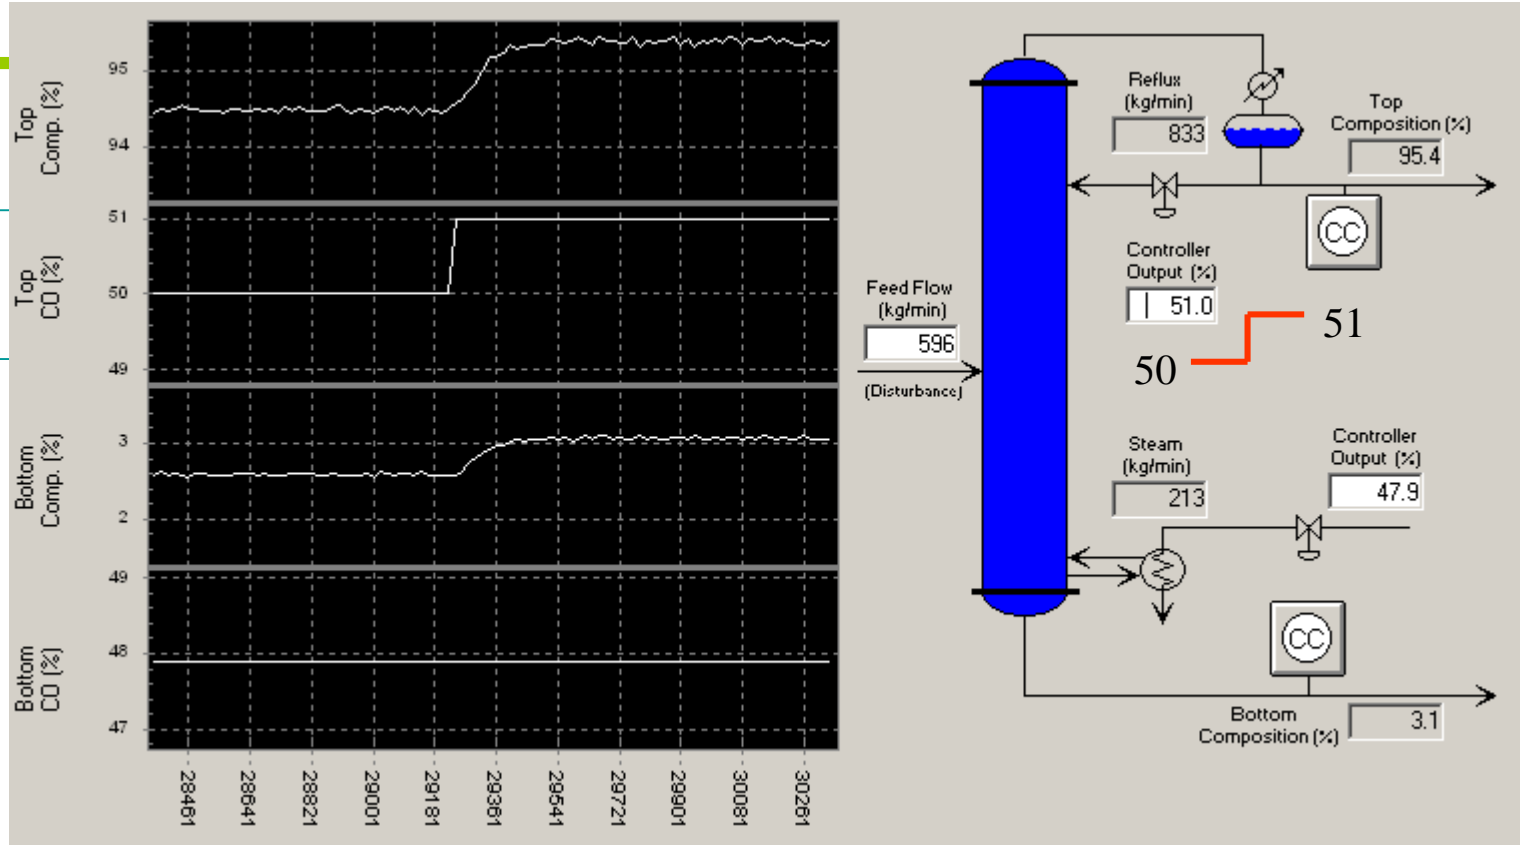 Top
Comp. (%)
95
94
Top
CO (%)
51
50
49
Bottom
Comp. (%)
3
2
Bottom
CO (%)
49
48
47
28461
28641
28821
29001
29181
29361
29541
29721
29901
30081
30261
Reflux
(kg/min)
833
Top
Composition (%)
95.4
CC
Controller
Output (%)
51.0
50
51
Feed Flow
(kg/min)
596
(Disturbance)
Steam
(kg/min)
213
Controller
Output (%)
47.9
CC
Bottom
Composition (%)
3.1